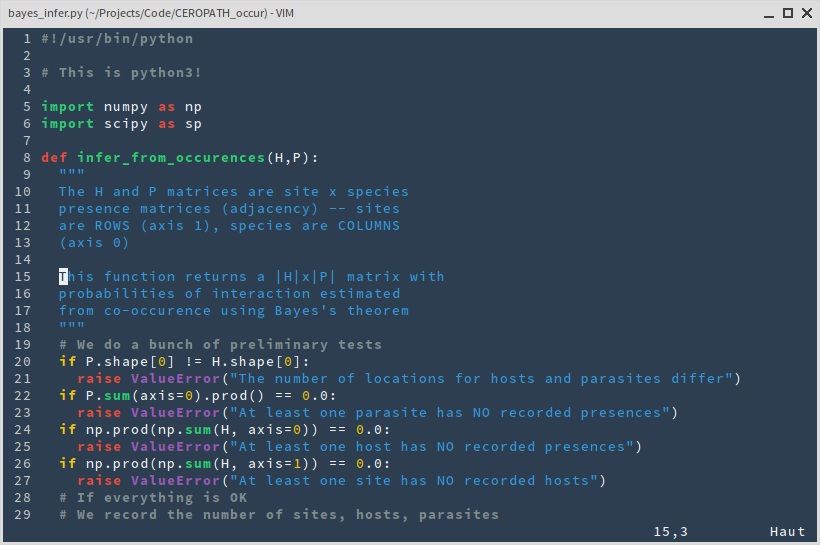 bayes_infer.py (~/Projects/Code/CEROPATH_occur) - VIM
1 #!/usr/bin/python
2
3 # This is python3!
4
5 import numpy as np
6 import scipy as sp
7
8 def infer_from_occurences(H,P):
9   """
10   The H and P matrices are site x species
11   presence matrices (adjacency) -- sites
12   are ROWS (axis 1), species are COLUMNS
13   (axis 0)
14
15   This function returns a |H|x|P| matrix with
16   probabilities of interaction estimated
17   from co-occurence using Bayes's theorem
18   """
19   # We do a bunch of preliminary tests
20   if P.shape[0] != H.shape[0]:
21     raise ValueError("The number of locations for hosts and parasites differ")
22   if P.sum(axis=0).prod() == 0.0:
23     raise ValueError("At least one parasite has NO recorded presences")
24   if np.prod(np.sum(H, axis=0)) == 0.0:
25     raise ValueError("At least one host has NO recorded presences")
26   if np.prod(np.sum(H, axis=1)) == 0.0:
27     raise ValueError("At least one site has NO recorded hosts")
28   # If everything is OK
29   # We record the number of sites, hosts, parasites
15,3 Haut